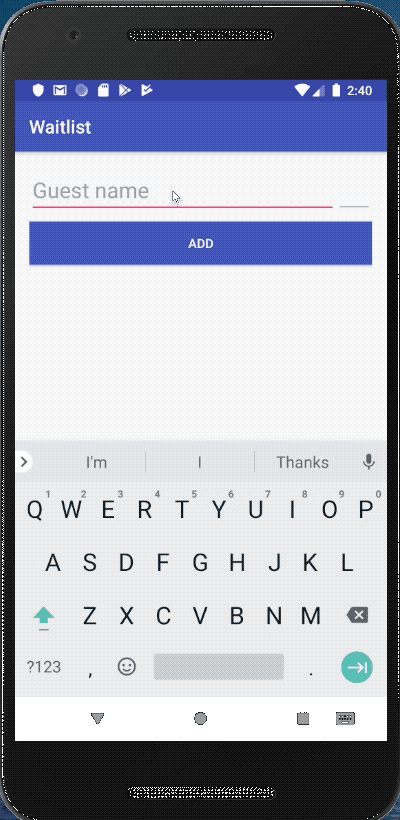 2:40
Waitlist
Guest name
ADD
I'm I Thanks
1 2 3 4 5 6 7 8 9 0
Q W E R T Y U I O P
A S D F G H J K L
Z X C V B N M
?123 , .